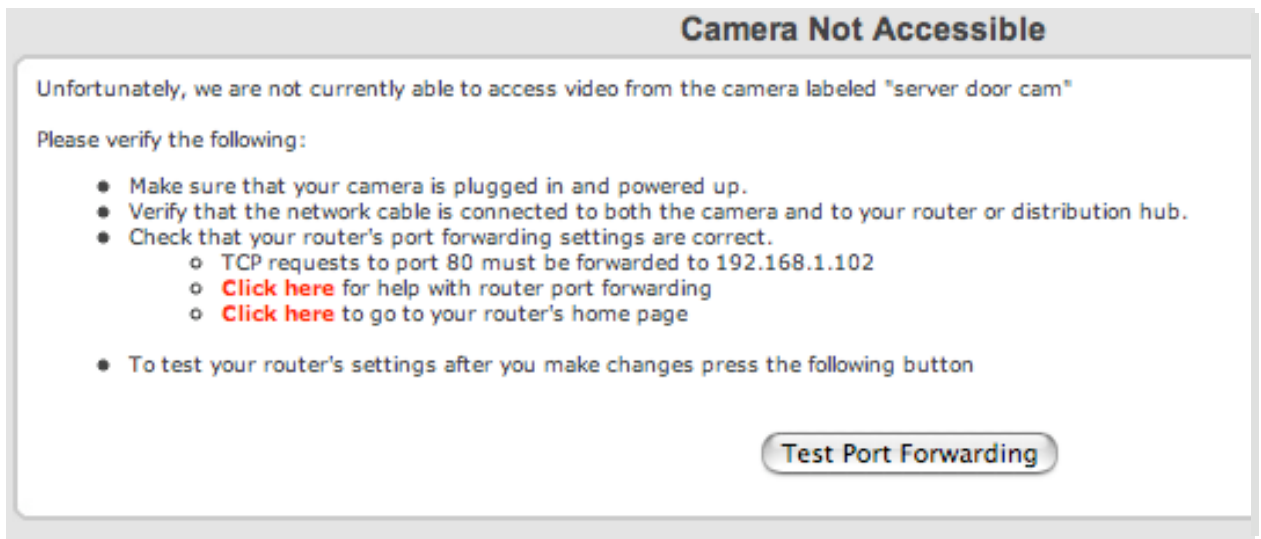 Camera Not Accessible
Unfortunately, we are not currently able to access video from the camera labeled "server door cam"
Please verify the following:
Make sure that your camera is plugged in and powered up.
Verify that the network cable is connected to both the camera and to your router or distribution hub.
Check that your router's port forwarding settings are correct.
TCP requests to port 80 must be forwarded to 192.168.1.102
Click here for help with router port forwarding
Click here to go to your router's home page
To test your router's settings after you make changes press the following button
Test Port Forwarding